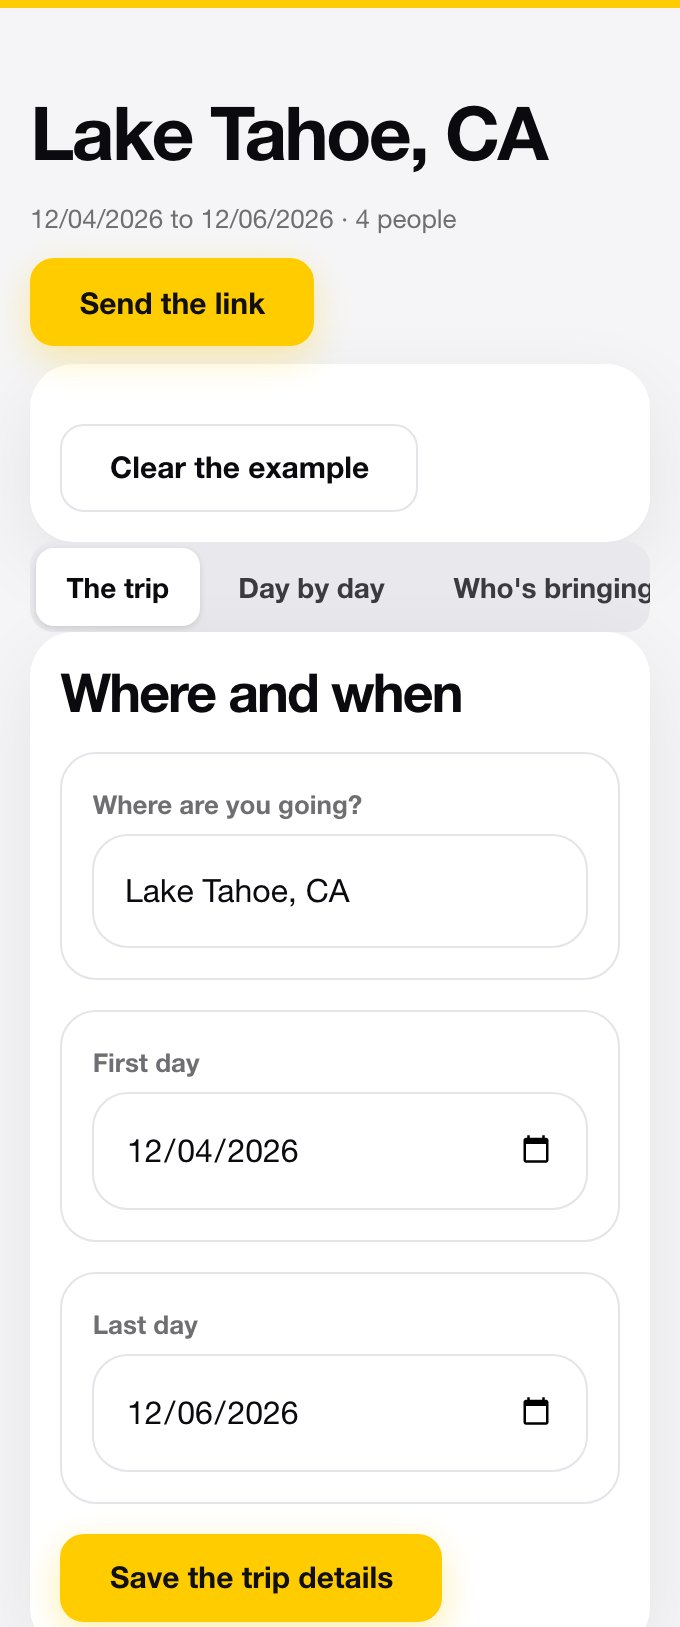 Lake Tahoe, CA
12/04/2026 to 12/06/2026 · 4 people
Send the link
Clear the example
The trip Day by day Who's bringing
Where and when
Where are you going?
Lake Tahoe, CA
First day
12/04/2026
Last day
12/06/2026
Save the trip details